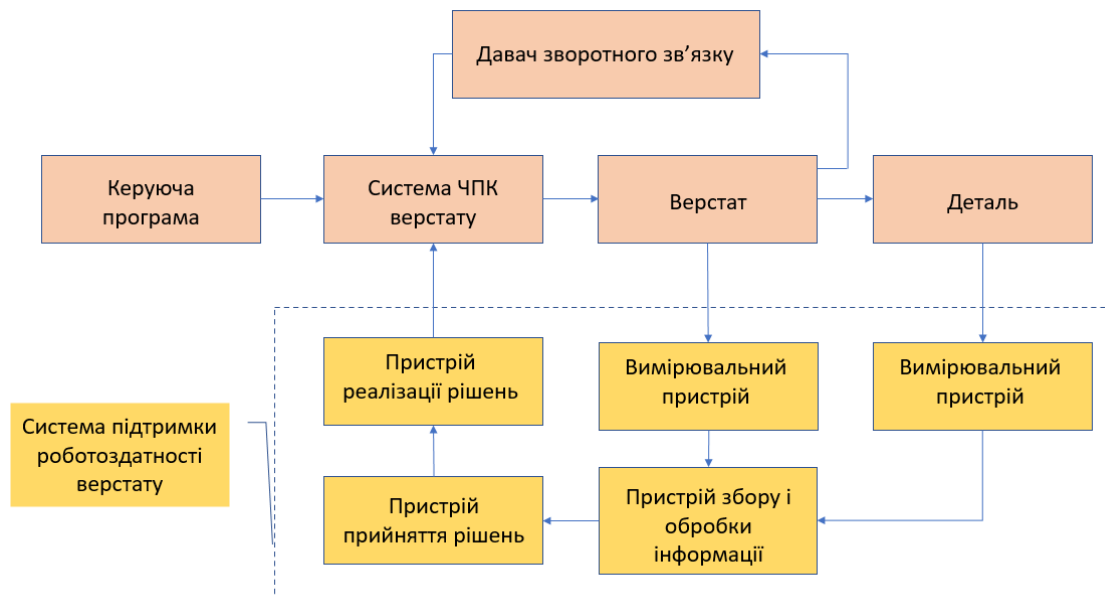 Давач зворотного зв’язку
Керуюча
програма
Система ЧПК
верстату
Верстат
Деталь
Пристрій
реалізації рішень
Вимірювальний
пристрій
Вимірювальний
пристрій
Система підтримки
роботоздатності
верстату
Пристрій
прийняття рішень
Пристрій збору і
обробки
інформації